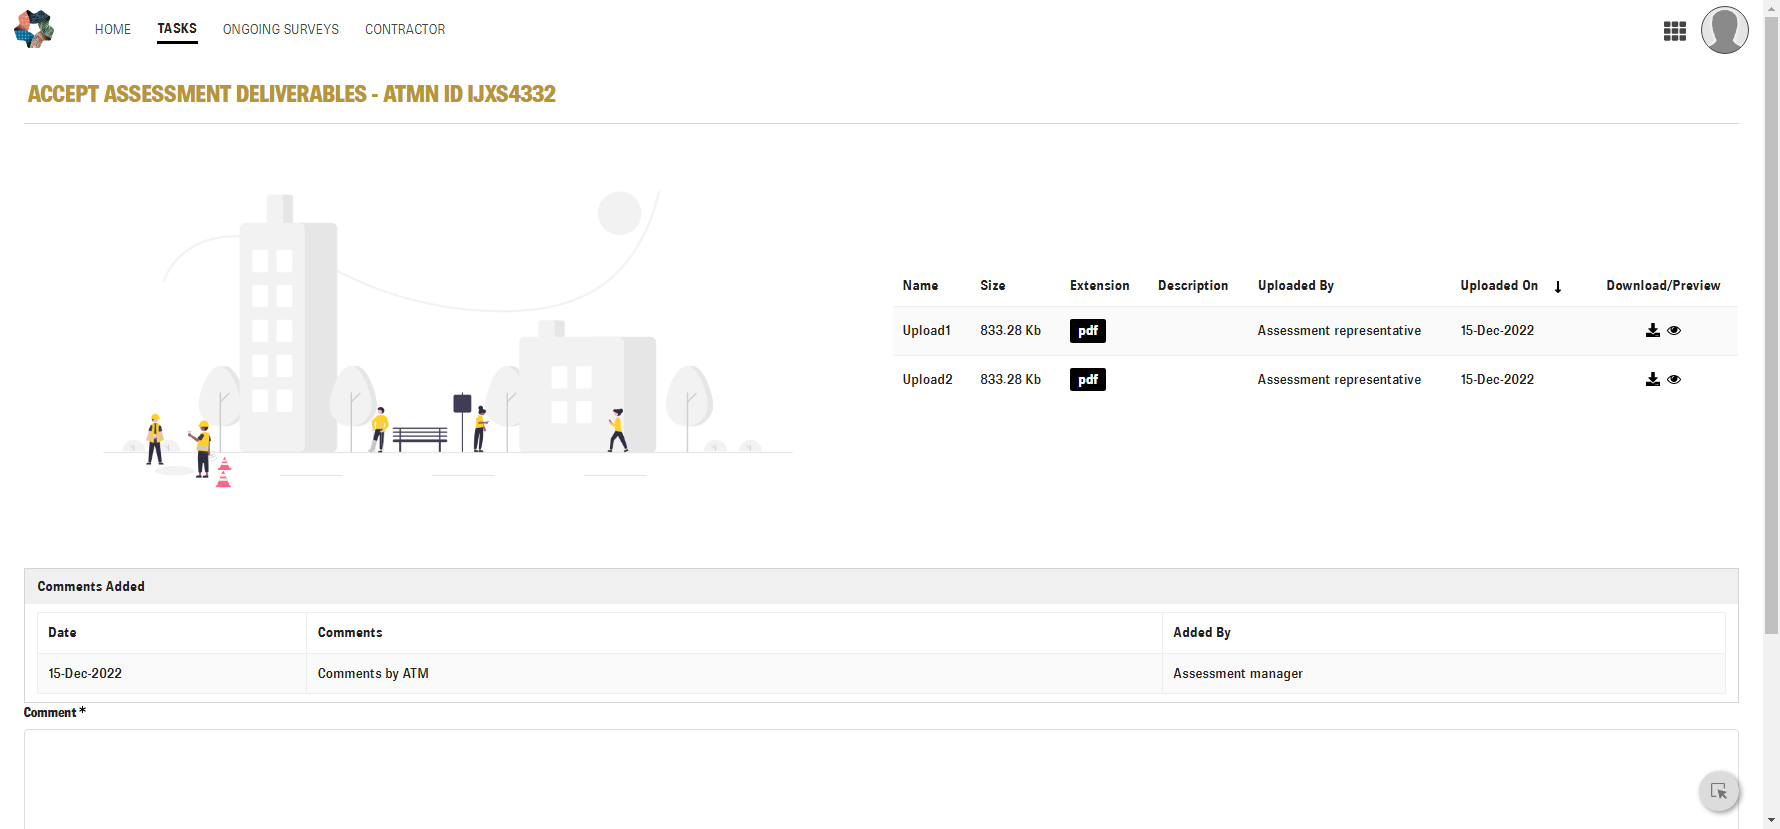 HOME TASKS ONGOING SURVEYS CONTRACTOR
ACCEPT ASSESSMENT DELIVERABLES - ATMN ID IJXS4332
Name Size Extension Description Uploaded By Uploaded On Download/Preview
Upload1 833.28 Kb pdf Assessment representative 15-Dec-2022
Upload2 833.28 Kb pdf Assessment representative 15-Dec-2022
Comments Added
Date Comments Added By
15-Dec-2022 Comments by ATM Assessment manager
Comment *